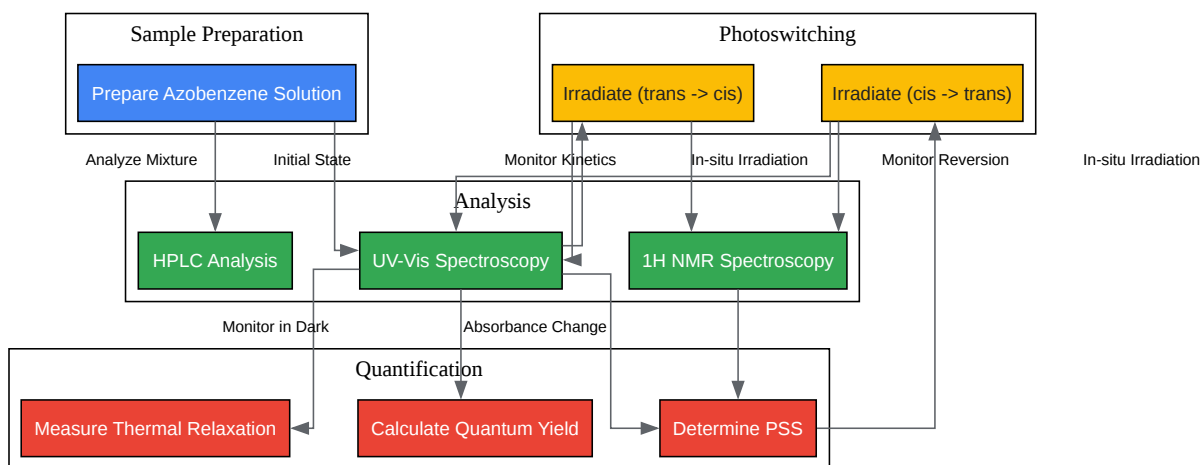 Sample Preparation
Photoswitching
Prepare Azobenzene Solution
Irradiate (trans -> cis)
Irradiate (cis -> trans)
Analyze Mixture
Initial State
Monitor Kinetics
In-situ Irradiation
Monitor Reversion
In-situ Irradiation
Analysis
HPLC Analysis
UV-Vis Spectroscopy
1H NMR Spectroscopy
Monitor in Dark
Absorbance Change
Quantification
Measure Thermal Relaxation
Calculate Quantum Yield
Determine PSS